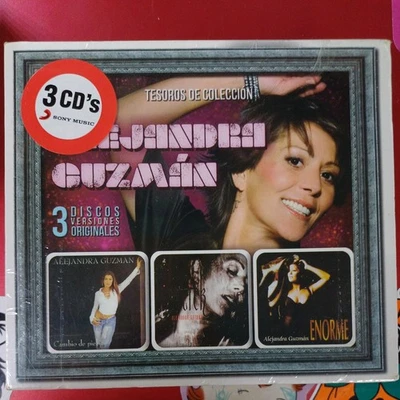 3 CD's
SONY MUSIC
TESOROS DE COLECCIÓN
ALEJANDRA
GUZMÁN
3 DISCOS
VERSIONES
ORIGINALES
ALEJANDRA GUZMÁN
Cambio de piel
Alejandra Guzmán
ENORME